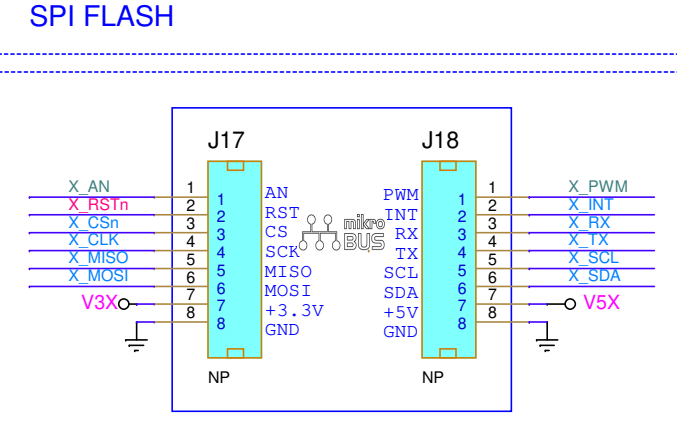 SPI FLASH
J17 J18
X_AN 1 1 AN PWM 1 1 X_PWM
X_RSTn 2 2 RST INT 2 2 X_INT
X_CSn 3 3 CS mikro RX 3 3 X_RX
X_CLK 4 4 SCK BUS TX 4 4 X_TX
X_MISO 5 5 MISO SCL 5 5 X_SCL
X_MOSI 6 6 MOSI SDA 6 6 X_SDA
V3X 7 7 +3.3V +5V 7 7 V5X
8 8 GND GND 8 8
NP NP